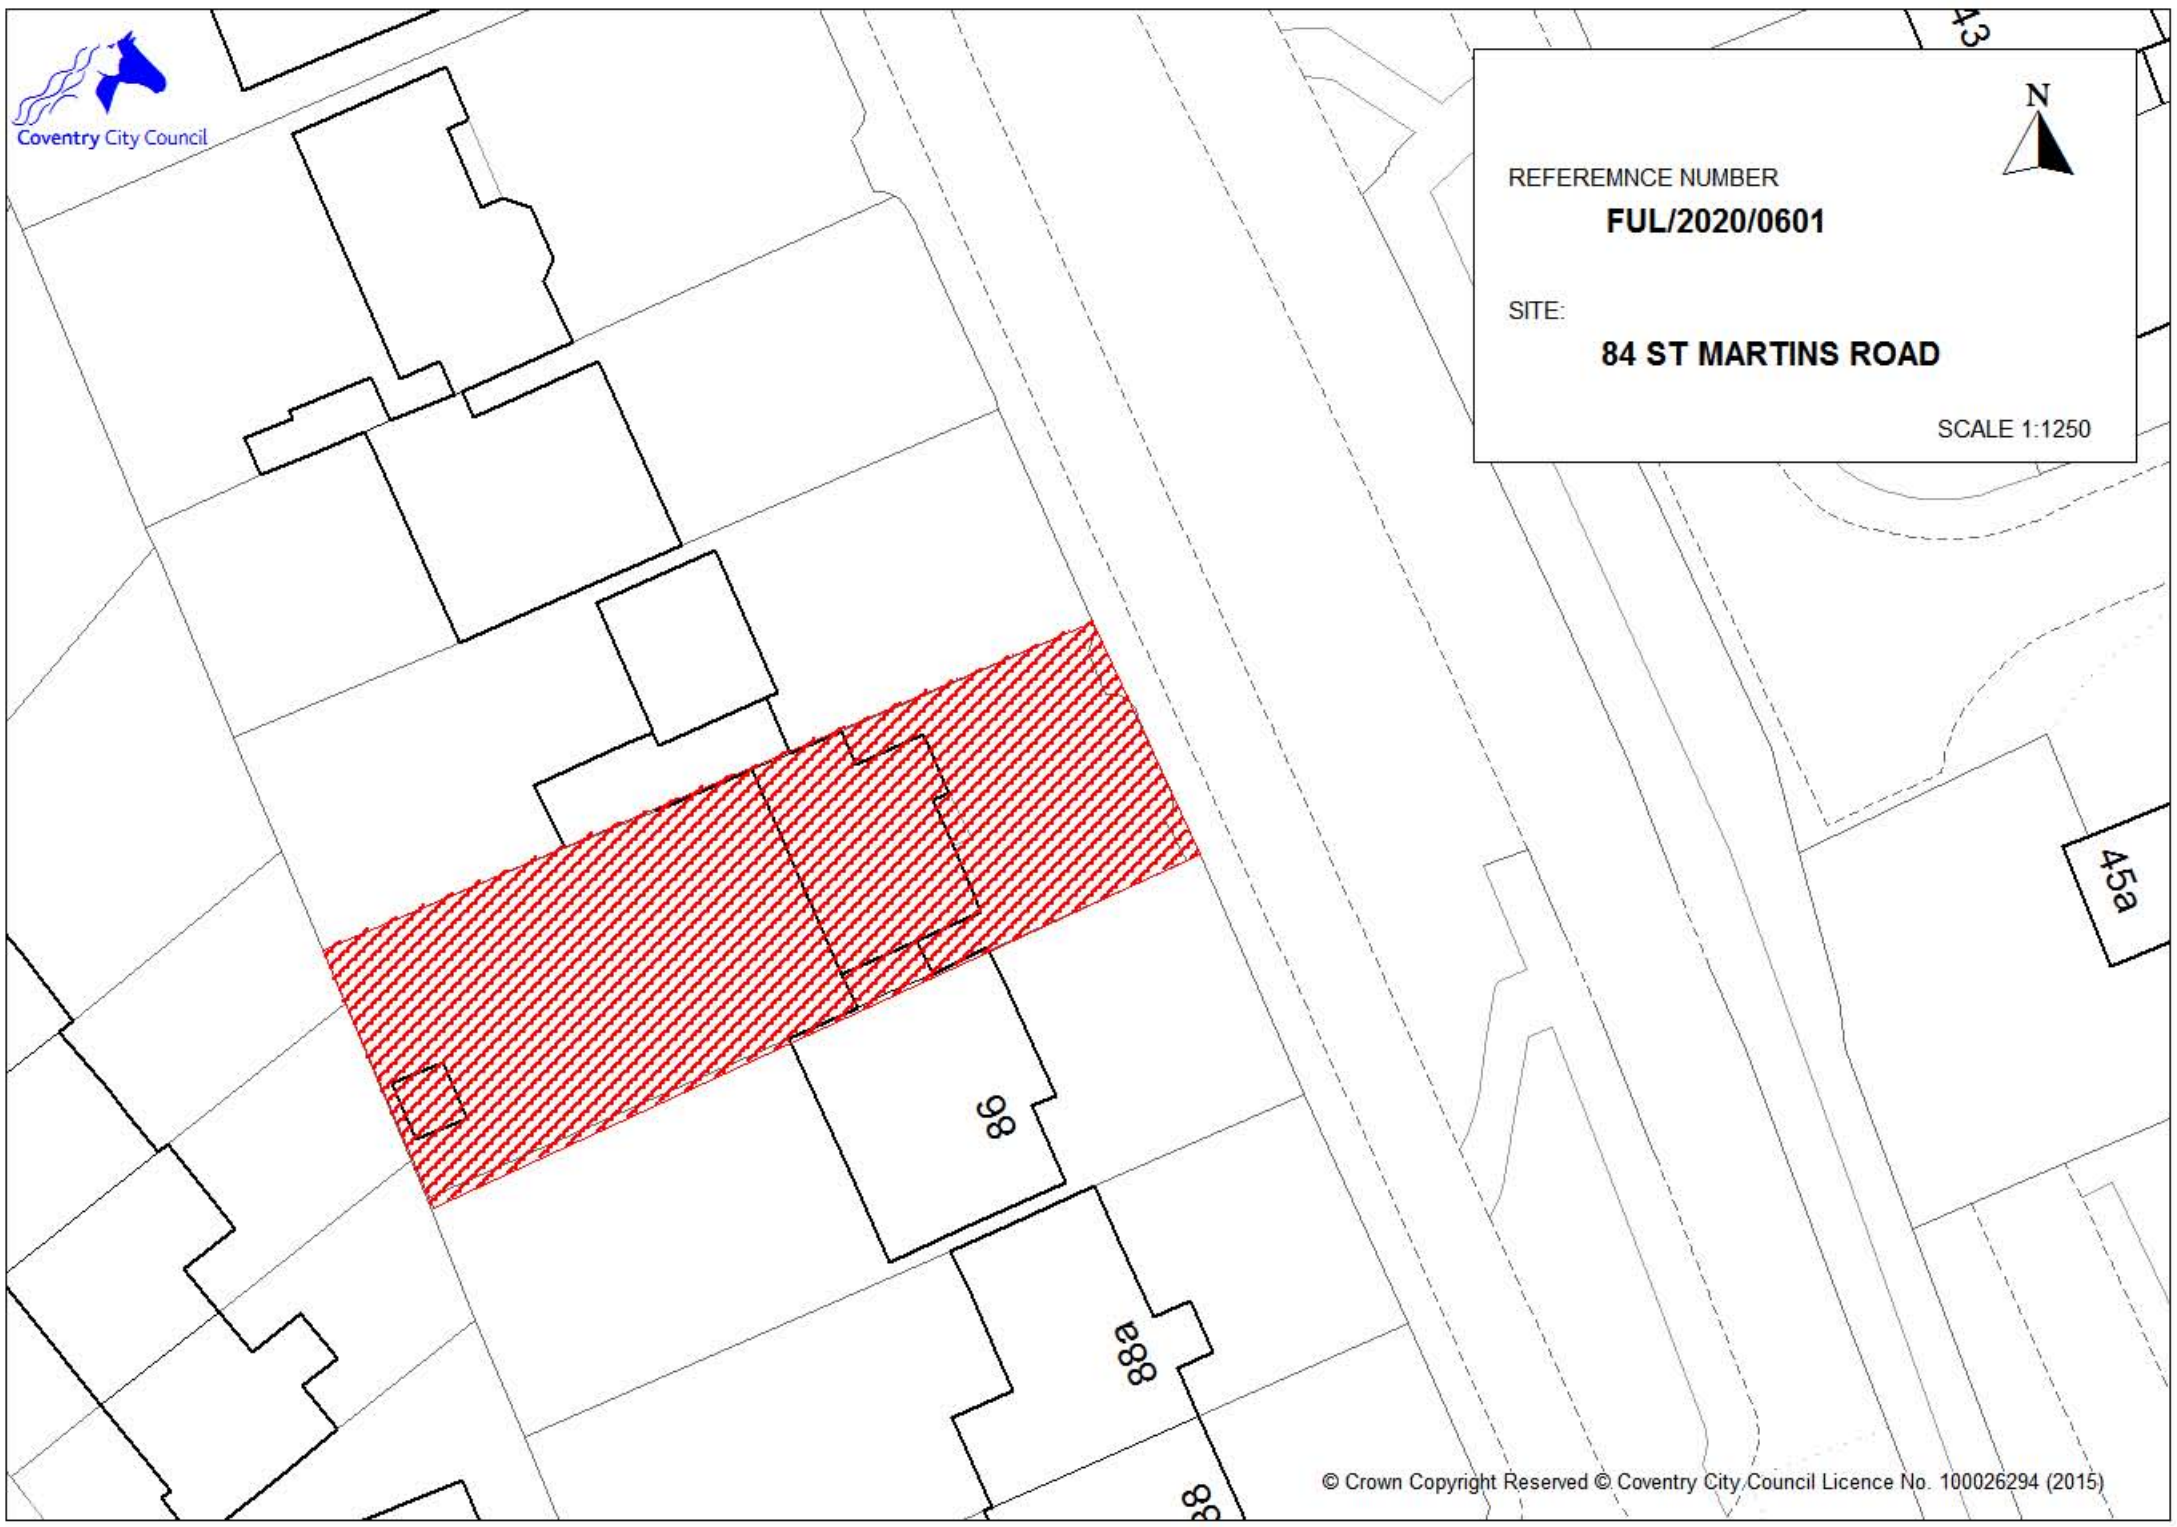 Coventry City Council
43
N
REFEREMNCE NUMBER
FUL/2020/0601
SITE:
84 ST MARTINS ROAD
SCALE 1:1250
45a
86
88a
88
© Crown Copyright Reserved © Coventry City Council Licence No. 100026294 (2015)